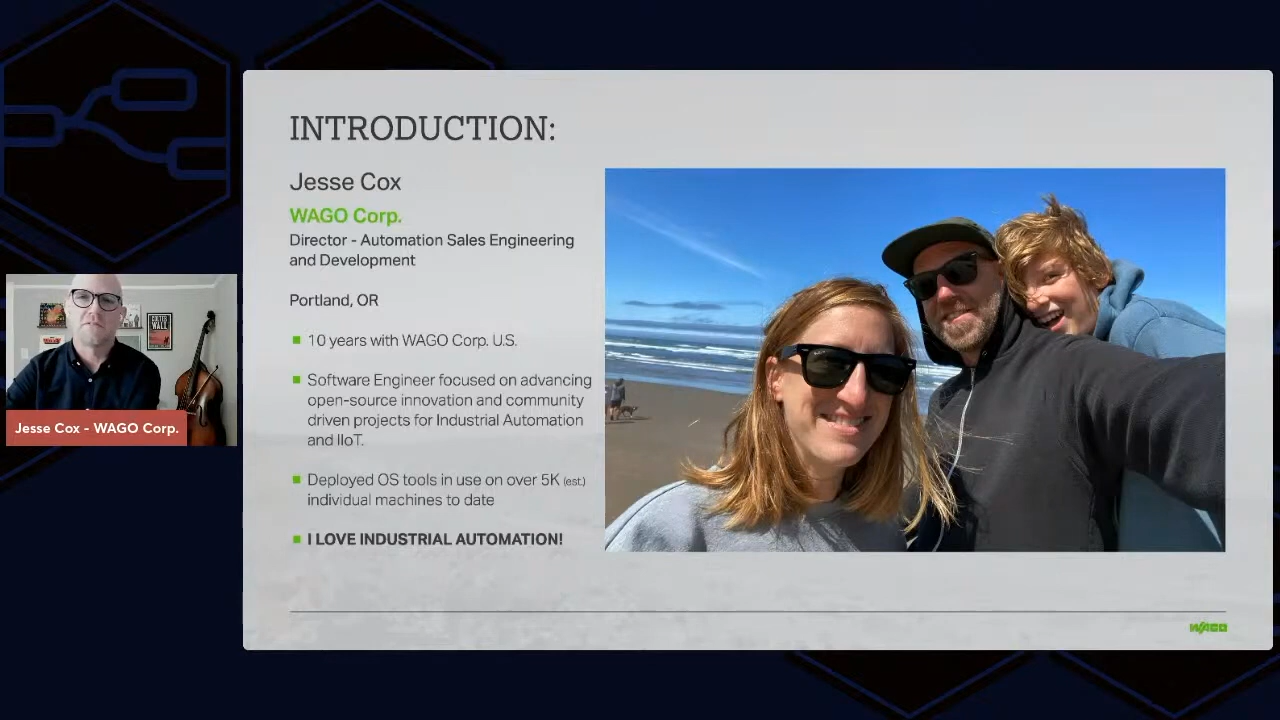 INTRODUCTION:
Jesse Cox
WAGO Corp.
Director - Automation Sales Engineering
and Development
Portland, OR
10 years with WAGO Corp. U.S.
Software Engineer focused on advancing
open-source innovation and community
driven projects for Industrial Automation
and IIoT.
Deployed OS tools in use on over 5K (est.)
individual machines to date
I LOVE INDUSTRIAL AUTOMATION!
WAGO
Jesse Cox - WAGO Corp.